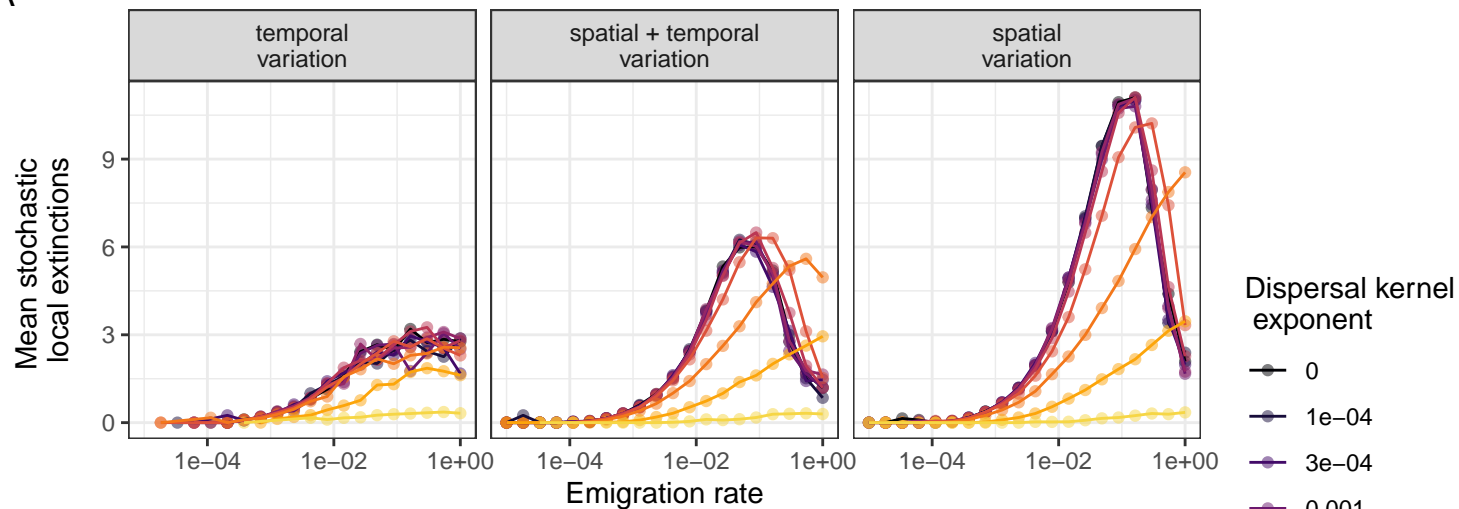 temporal
variation
spatial + temporal
variation
spatial
variation
Mean stochastic
local extinctions
9
6
3
0
1e−04
1e−02
1e+00
1e−04
1e−02
1e+00
1e−04
1e−02
1e+00
Emigration rate
Dispersal kernel
exponent
0
1e−04
3e−04
0.001